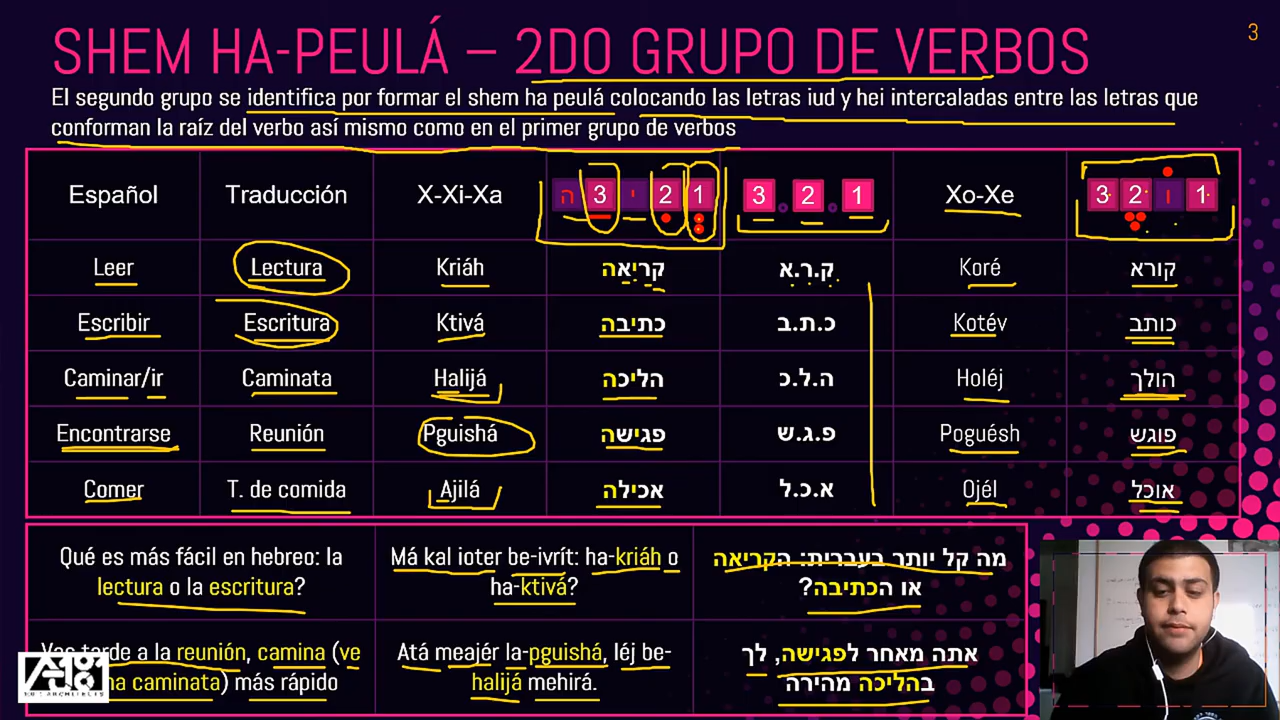 3
SHEM HA-PEULÁ – 2DO GRUPO DE VERBOS
El segundo grupo se identifica por formar el shem ha peulá colocando las letras iud y hei intercaladas entre las letras que
conforman la raíz del verbo así mismo como en el primer grupo de verbos
Español Traducción X-Xi-Xa 1 2 י 3 ה 1.2.3 Xo-Xe 1 ו 2 3
Leer Lectura Kriáh קריאה ק.ר.א Koré קורא
Escribir Escritura Ktivá כתיבה כ.ת.ב Kotév כותב
Caminar/ir Caminata Halijá הליכה ה.ל.כ Holéj הולך
Encontrarse Reunión Pguishá פגישה פ.ג.ש Poguésh פוגש
Comer T. de comida Ajilá אכילה א.כ.ל Ojél אוכל
Qué es más fácil en hebreo: la
lectura o la escritura?
Má kal ioter be-ivrít: ha-kriáh o
ha-ktivá?
מה קל יותר בעברית: הקריאה
או הכתיבה?
tarde a la reunión, camina (ve
caminata) más rápido
Atá meajér la-pguishá, léj be-
halijá mehirá.
אתה מאחר לפגישה, לך
בהליכה מהירה